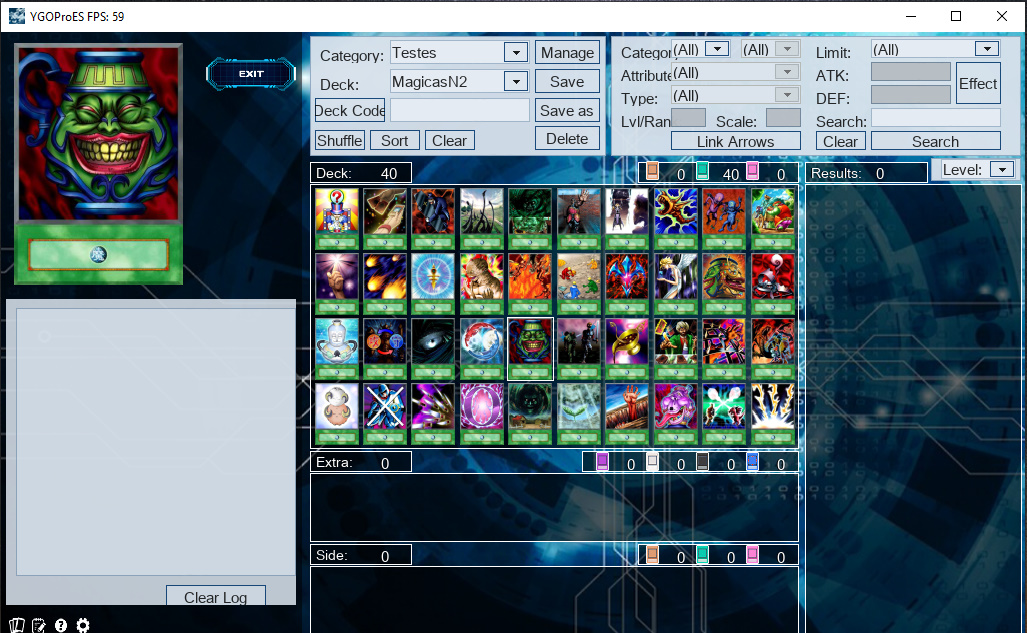 YGOProES FPS: 59
EXIT
Category: Testes Manage
Deck: MagicasN2 Save
Deck Code Save as
Shuffle Sort Clear Delete
Categor (All) (All) Limit: (All)
Attribute (All) ATK: Effect
Type: (All) DEF:
Lvl/Ran Scale: Search:
Link Arrows Clear Search
Deck: 40 0 40 0
Results: 0 Level:
Extra: 0 0 0 0 0
Side: 0 0 0 0
Clear Log